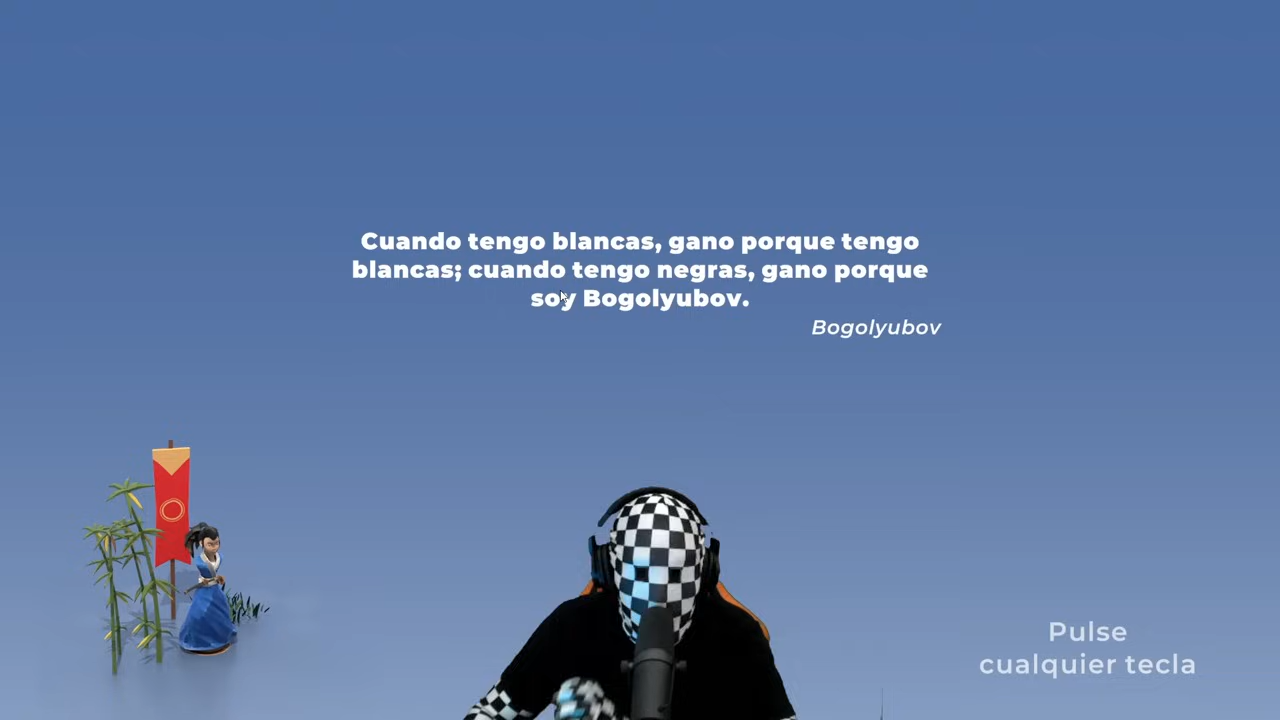 Cuando tengo blancas, gano porque tengo
blancas; cuando tengo negras, gano porque
soy Bogolyubov.
Bogolyubov
Pulse
cualquier tecla